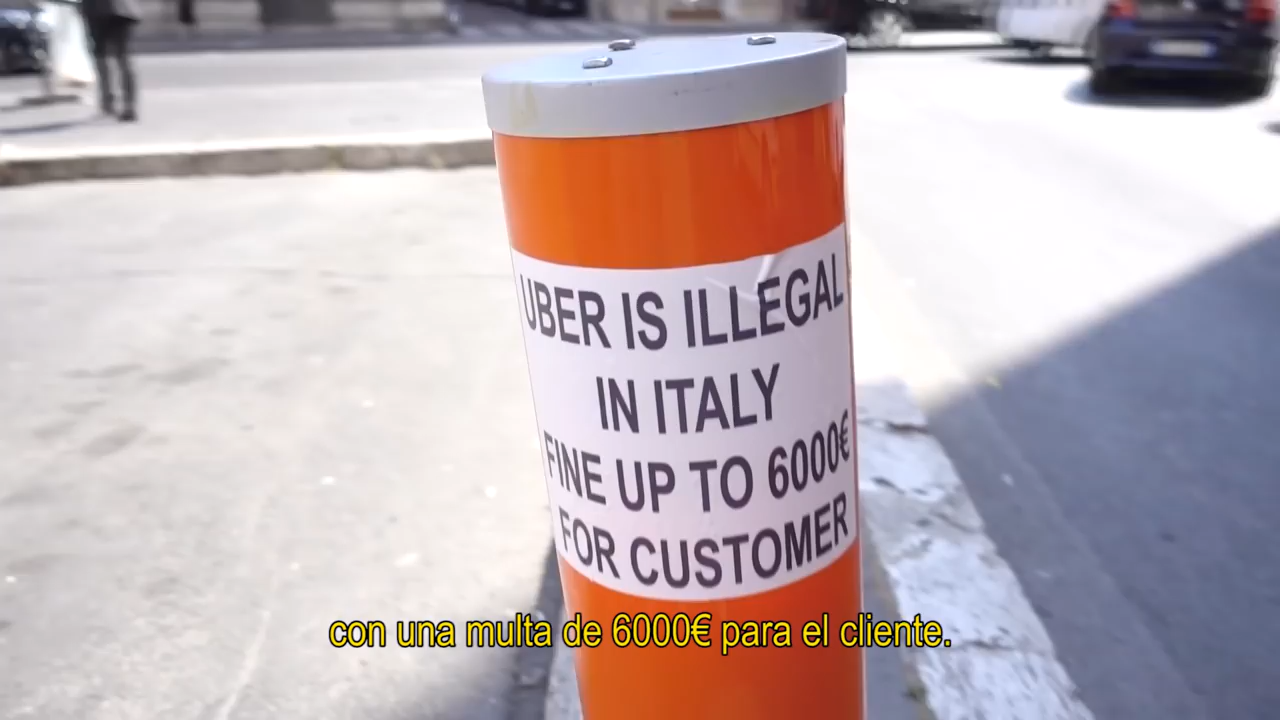 UBER IS ILLEGAL
IN ITALY
FINE UP TO 6000€
FOR CUSTOMER
con una multa de 6000€ para el cliente.